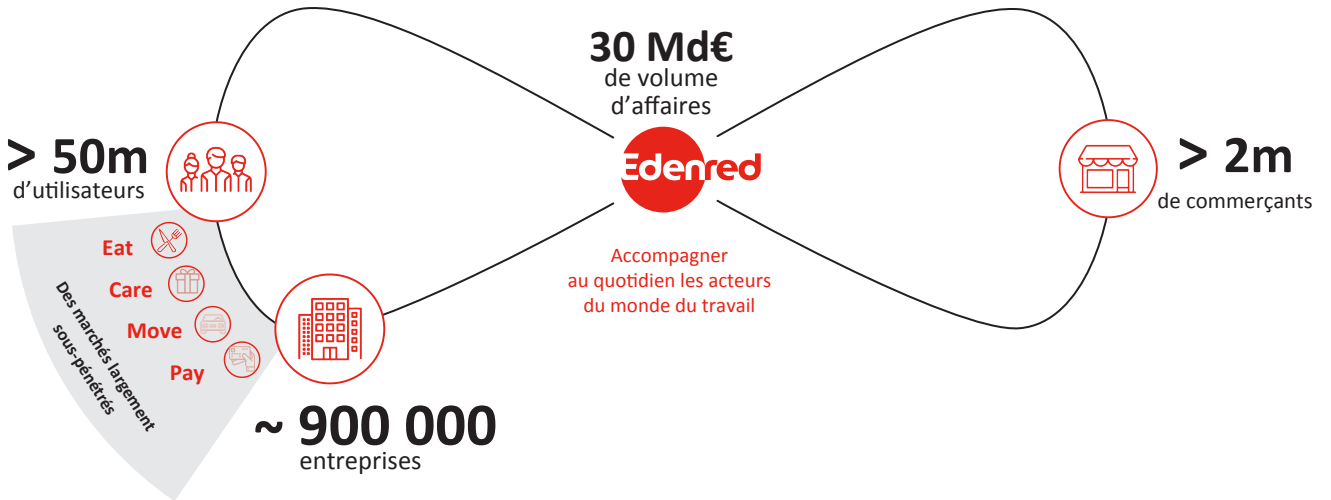 30 Md€
de volume
d'affaires
> 50m
d'utilisateurs
Edenred
> 2m
de commerçants
Accompagner
au quotidien les acteurs
du monde du travail
Eat
Care
Move
Pay
Des marchés largement
sous-pénétrés
~ 900 000
entreprises